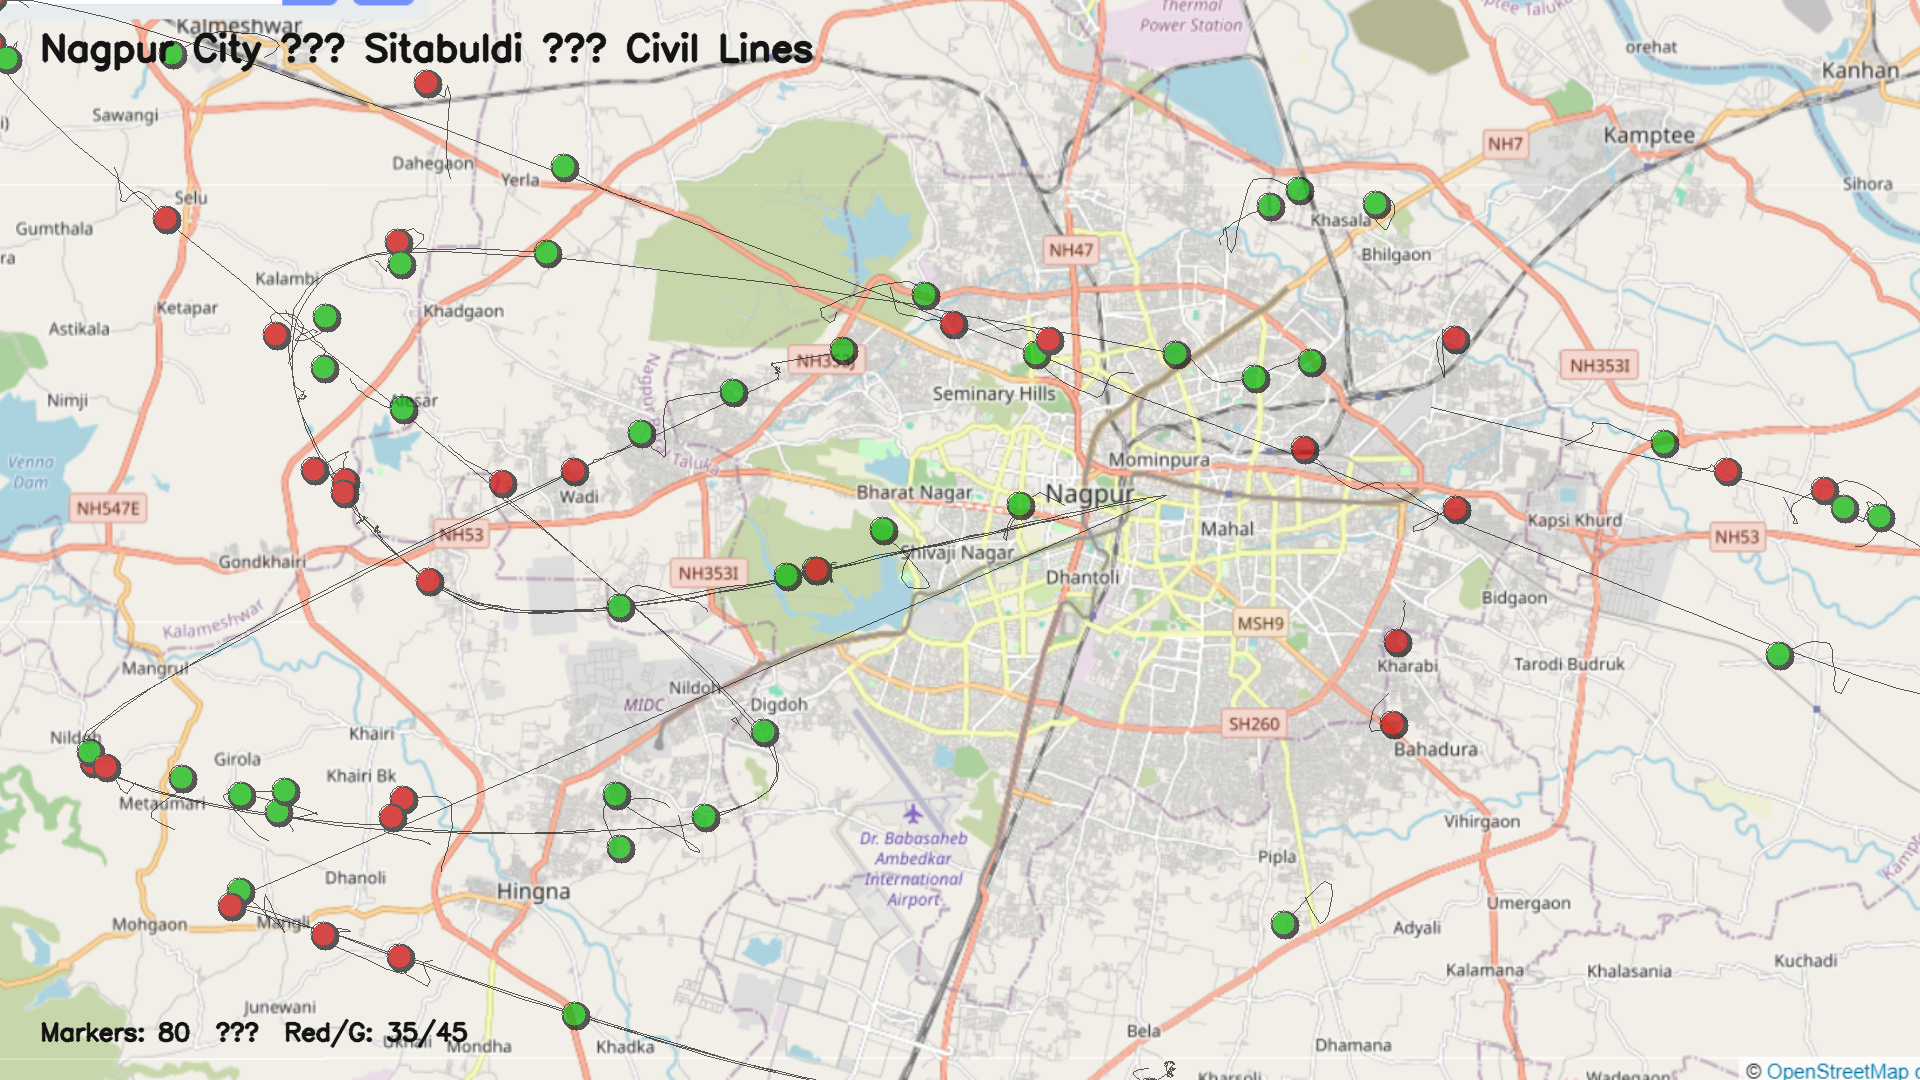 Nagpur City ??? Sitabuldi ??? Civil Lines
Kalmeshwar
Thermal
Power Station
ptee Taluka
orehat
Kanhan
Sawangi
Kamptee
NH7
Dahegaon
Yerla
Selu
Sihora
Gumthala
Khasala
Bhilgaon
NH47
Kalambi
Ketapar
Khadgaon
Astikala
NH353I
Seminary Hills
Nimji
Nagpur
Taluka
Mominpura
Venna
Dam
Wadi
Bharat Nagar
Nagpur
NH547E
NH53
Mahal
Kapsi Khurd
NH53
Gondkhairi
NH353I
Shivaji Nagar
Dhantoli
Bidgaon
Kalameshwar
MSH9
Mangrul
Kharabi
Tarodi Budruk
Nildoh
Digdoh
MIDC
SH260
Khairi
Bahadura
Girola
Khairi Bk
Metaumari
Vihirgaon
Dr. Babasaheb
Ambedkar
International
Airport
Pipla
Dhanoli
Hingna
Mohgaon
Mangli
Umergaon
Adyali
Kalamana
Khalasania
Kuchadi
Junewani
Markers: 80 ??? Red/G: 35/45
Mondha
Khadka
Bela
Dhamana
Kharsoli
Wadegaon
© OpenStreetMap c